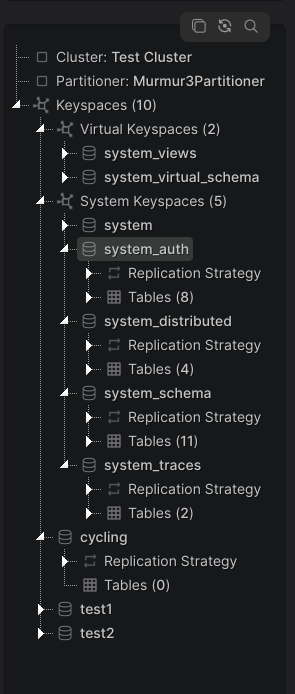 Cluster: Test Cluster
Partitioner: Murmur3Partitioner
Keyspaces (10)
Virtual Keyspaces (2)
system_views
system_virtual_schema
System Keyspaces (5)
system
system_auth
Replication Strategy
Tables (8)
system_distributed
Replication Strategy
Tables (4)
system_schema
Replication Strategy
Tables (11)
system_traces
Replication Strategy
Tables (2)
cycling
Replication Strategy
Tables (0)
test1
test2